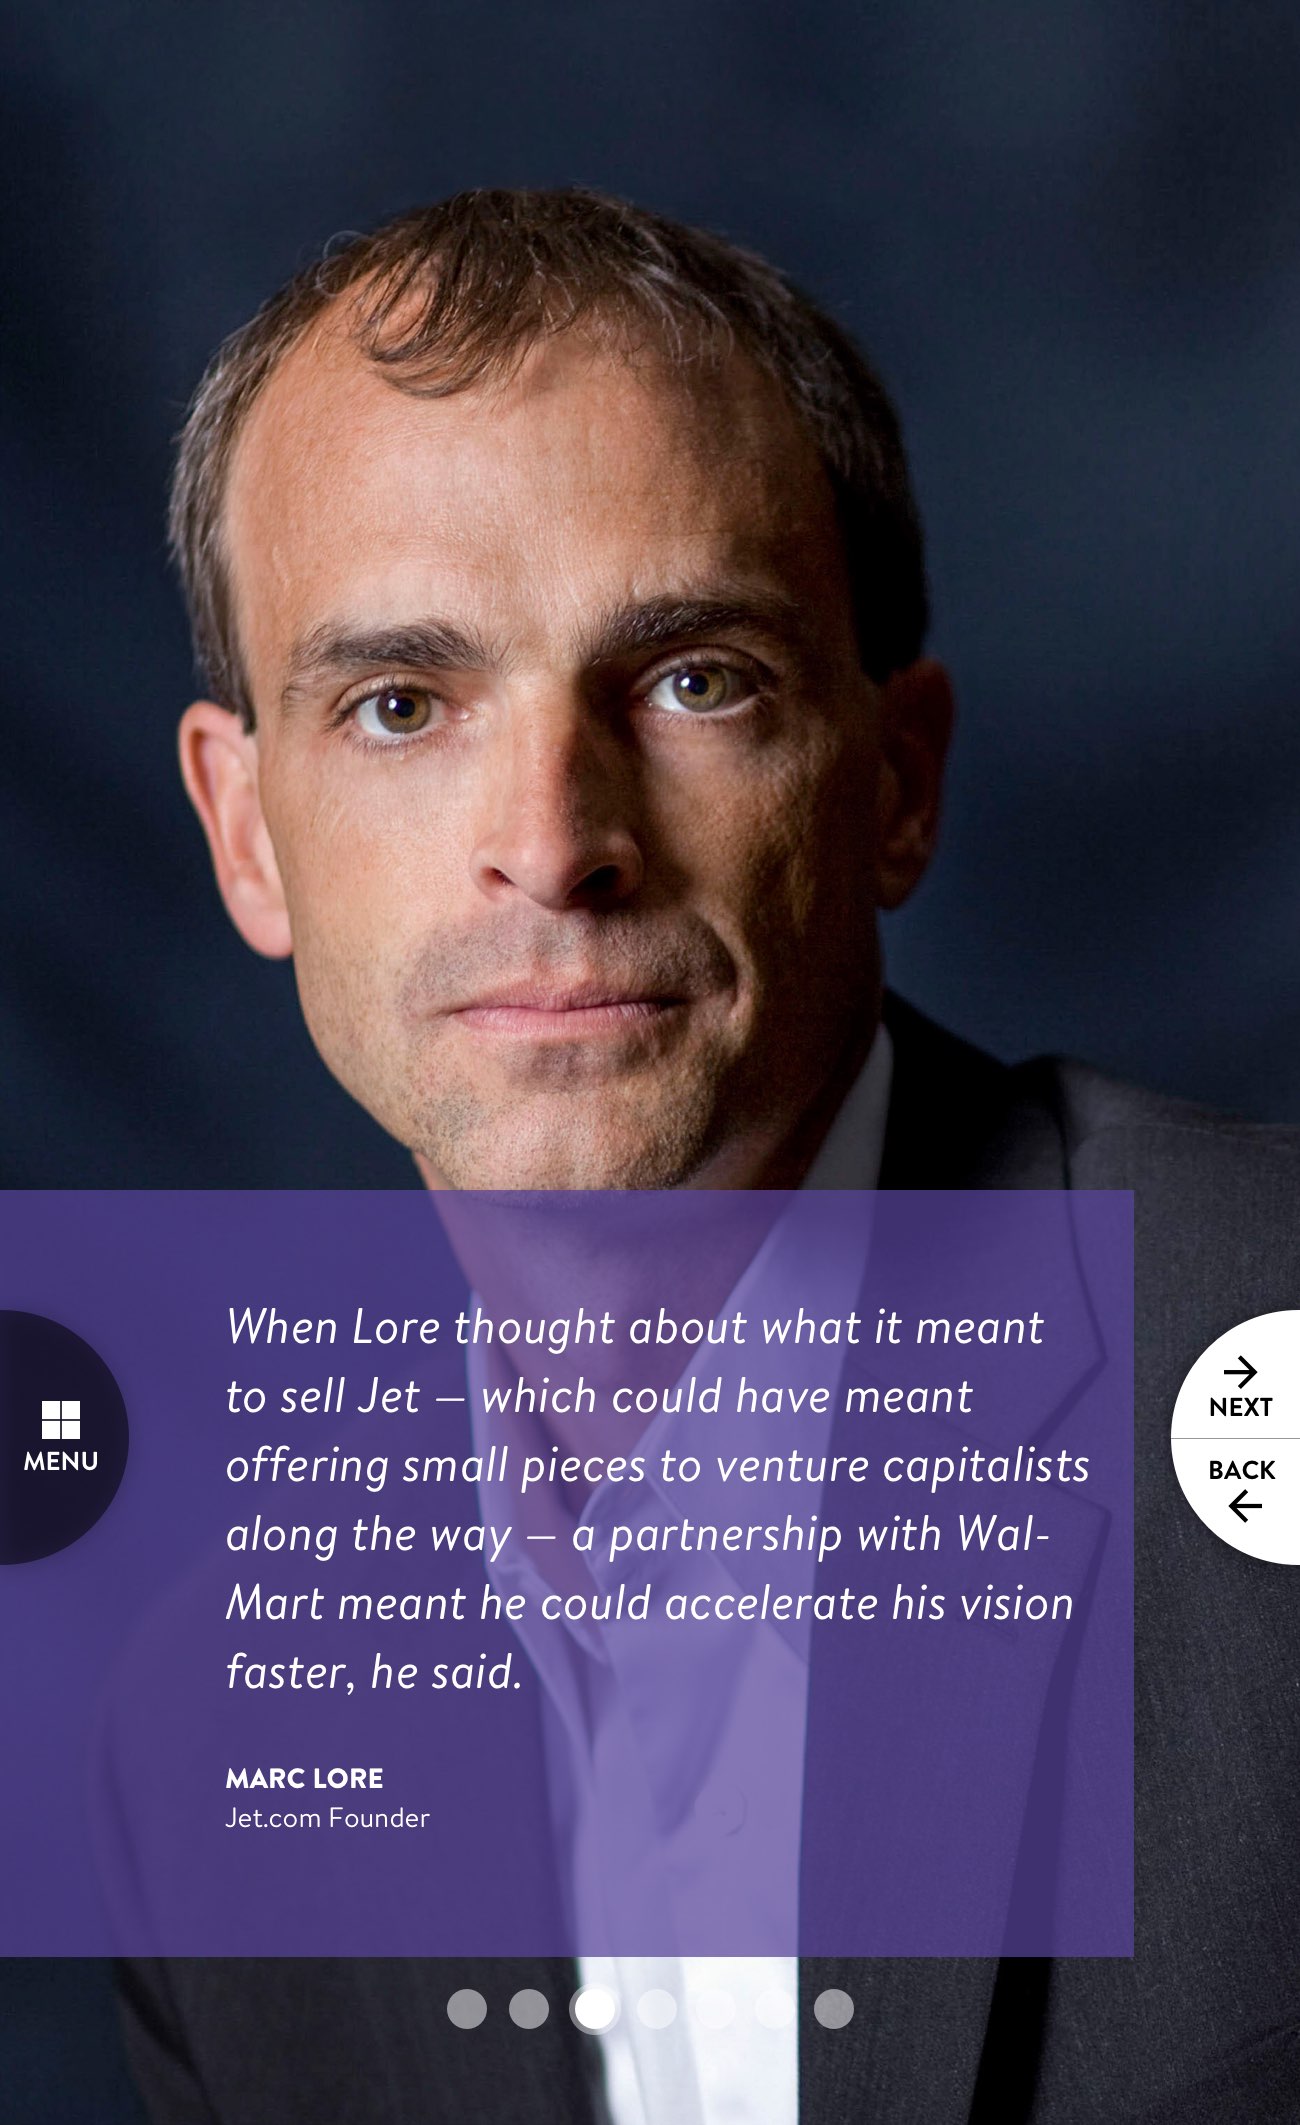 When Lore thought about what it meant
to sell Jet – which could have meant
offering small pieces to venture capitalists
along the way – a partnership with Wal-
Mart meant he could accelerate his vision
faster, he said.
MARC LORE
Jet.com Founder
MENU
NEXT
BACK